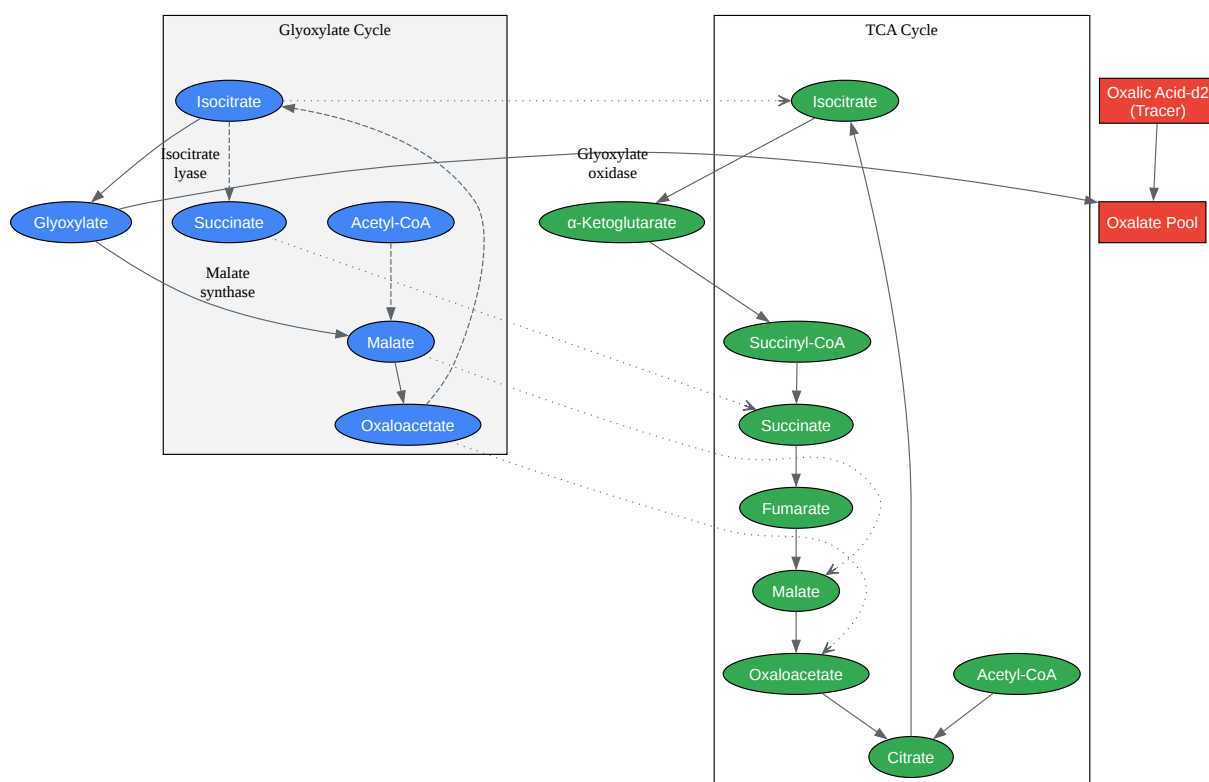 Glyoxylate Cycle
TCA Cycle
Isocitrate
Isocitrate
Oxalic Acid-d2
(Tracer)
Isocitrate
lyase
Glyoxylate
oxidase
Glyoxylate
Succinate
Acetyl-CoA
α-Ketoglutarate
Oxalate Pool
Malate
synthase
Malate
Succinyl-CoA
Oxaloacetate
Succinate
Fumarate
Malate
Oxaloacetate
Acetyl-CoA
Citrate